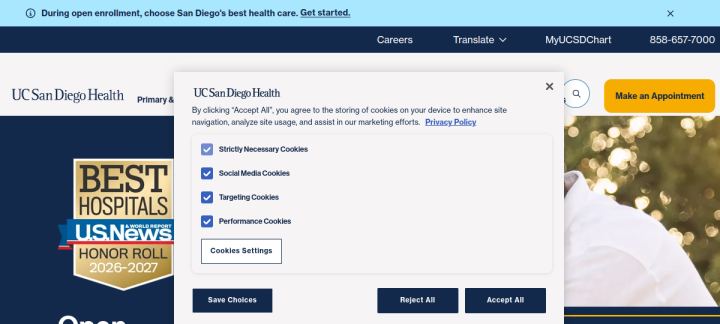 During open enrollment, choose San Diego's best health care. Get started.
Careers
Translate
MyUCSDChart
858-657-7000
UC San Diego Health
Primary &
Make an Appointment
UC San Diego Health
By clicking “Accept All”, you agree to the storing of cookies on your device to enhance site
navigation, analyze site usage, and assist in our marketing efforts. Privacy Policy
Strictly Necessary Cookies
Social Media Cookies
Targeting Cookies
Performance Cookies
Cookies Settings
Save Choices
Reject All
Accept All
BEST
HOSPITALS
U.S. News
& WORLD REPORT
HONOR ROLL
2026-2027
Open